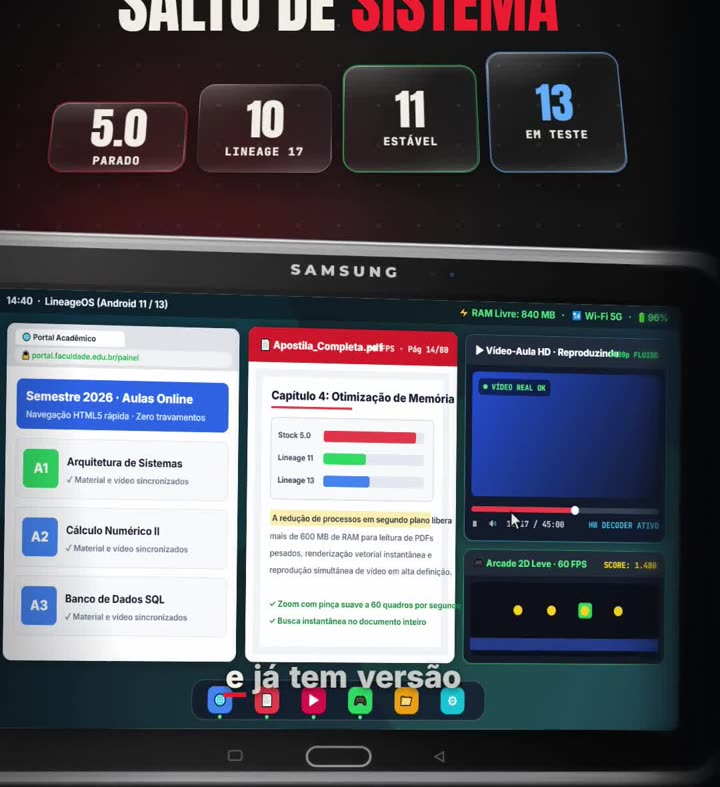 SALTO DE SISTEMA
5.0
PARADO
10
LINEAGE 17
11
ESTÁVEL
13
EM TESTE
SAMSUNG
14:40 · LineageOS (Android 11 / 13)
RAM Livre: 840 MB · Wi-Fi 5G · 96%
Portal Acadêmico
portal.faculdade.edu.br/painel
Semestre 2026 · Aulas Online
Navegação HTML5 rápida · Zero travamentos
A1
Arquitetura de Sistemas
✓ Material e vídeo sincronizados
A2
Cálculo Numérico II
✓ Material e vídeo sincronizados
A3
Banco de Dados SQL
✓ Material e vídeo sincronizados
Apostila_Completa.pdf
FPS · Pág 14/80
Capítulo 4: Otimização de Memória
Stock 5.0
Lineage 11
Lineage 13
A redução de processos em segundo plano libera
mais de 600 MB de RAM para leitura de PDFs
pesados, renderização vetorial instantânea e
reprodução simultânea de vídeo em alta definição.
✓ Zoom com pinça suave a 60 quadros por segundo
✓ Busca instantânea no documento inteiro
▶ Vídeo-Aula HD · Reproduzindo
FLUIDO
VÍDEO REAL OK
/ 45:00
HW DECODER ATIVO
Arcade 2D Leve · 60 FPS
SCORE: 1.480
e já tem versão